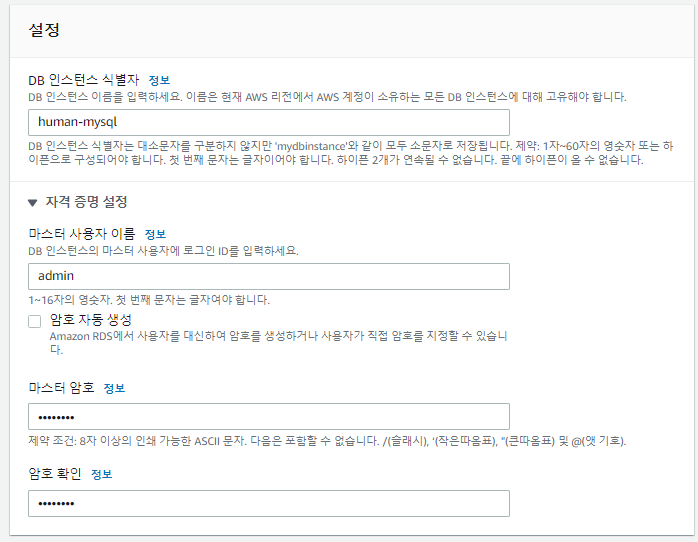 설정
DB 인스턴스 식별자 정보
DB 인스턴스 이름을 입력하세요. 이름은 현재 AWS 리전에서 AWS 계정이 소유하는 모든 DB 인스턴스에 대해 고유해야 합니다.
human-mysql
DB 인스턴스 식별자는 대소문자를 구분하지 않지만 'mydbinstance'와 같이 모두 소문자로 저장됩니다. 제약: 1자~60자의 영숫자 또는 하
이픈으로 구성되어야 합니다. 첫 번째 문자는 글자이어야 합니다. 하이픈 2개가 연속될 수 없습니다. 끝에 하이픈이 올 수 없습니다.
▼ 자격 증명 설정
마스터 사용자 이름 정보
DB 인스턴스의 마스터 사용자에 로그인 ID를 입력하세요.
admin
1~16자의 영숫자. 첫 번째 문자는 글자여야 합니다.
암호 자동 생성
Amazon RDS에서 사용자를 대신하여 암호를 생성하거나 사용자가 직접 암호를 지정할 수 있습니
다.
마스터 암호 정보
••••••••
제약 조건: 8자 이상의 인쇄 가능한 ASCII 문자. 다음은 포함할 수 없습니다. /(슬래시), '(작은따옴표), "(큰따옴표) 및 @(앳 기호).
암호 확인 정보
••••••••